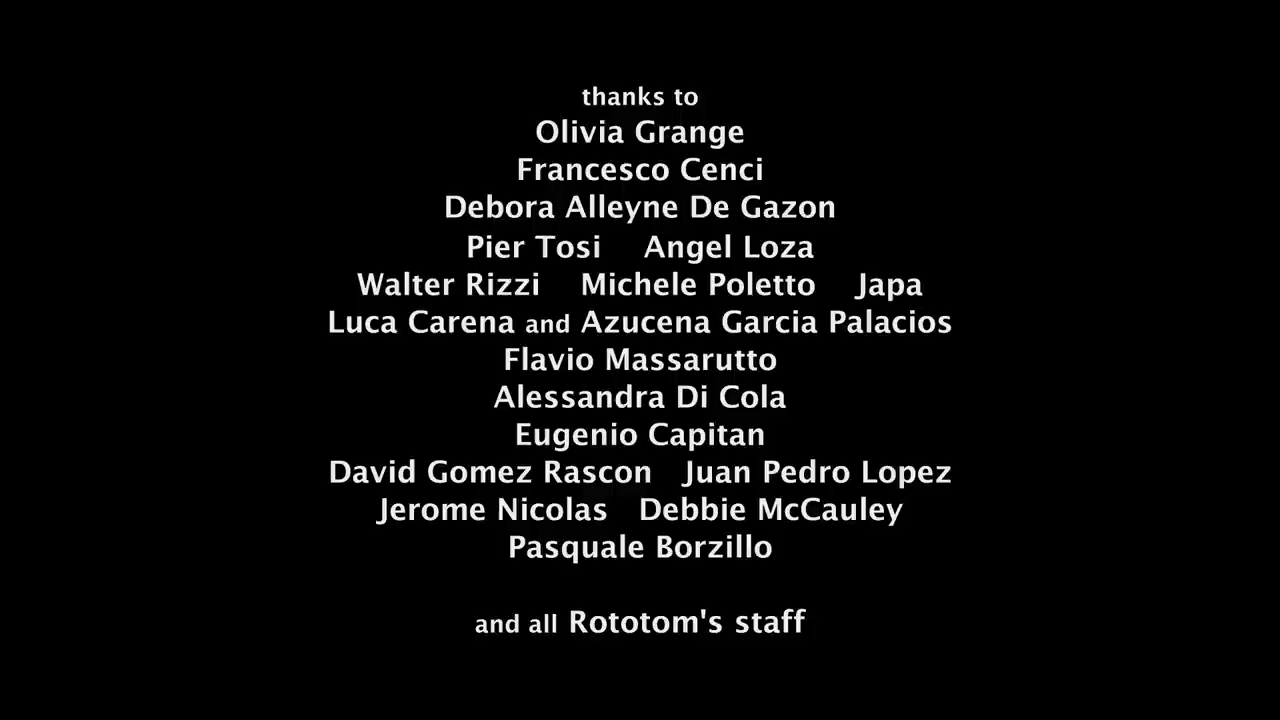 thanks to
Olivia Grange
Francesco Cenci
Debora Alleyne De Gazon
Pier Tosi Angel Loza
Walter Rizzi Michele Poletto Japa
Luca Carena and Azucena Garcia Palacios
Flavio Massarutto
Alessandra Di Cola
Eugenio Capitan
David Gomez Rascon Juan Pedro Lopez
Jerome Nicolas Debbie McCauley
Pasquale Borzillo
and all Rototom's staff